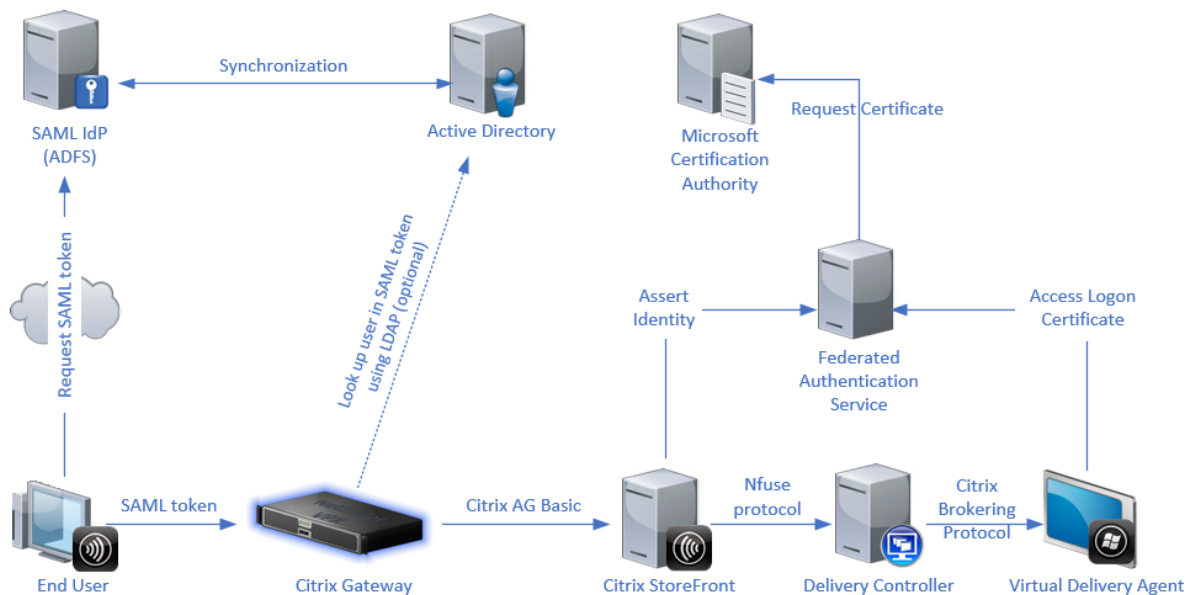 Synchronization
SAML IdP
(ADFS)
Active Directory
Request Certificate
Microsoft
Certification
Authority
Request SAML token
Look up user in SAML token
using LDAP (optional)
Assert
Identity
Access Logon
Certificate
Federated
Authentication
Service
SAML token
Citrix AG Basic
Nfuse
protocol
Citrix
Brokering
Protocol
End User
Citrix Gateway
Citrix StoreFront
Delivery Controller
Virtual Delivery Agent